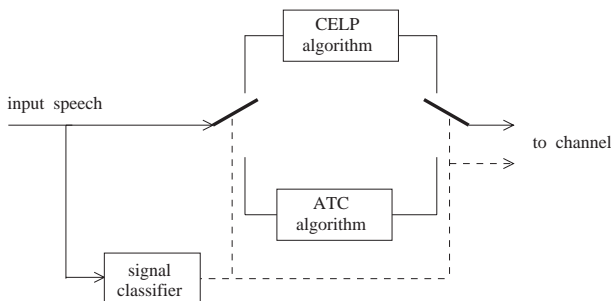 CELP
algorithm
input speech
to channel
ATC
algorithm
signal
classifier